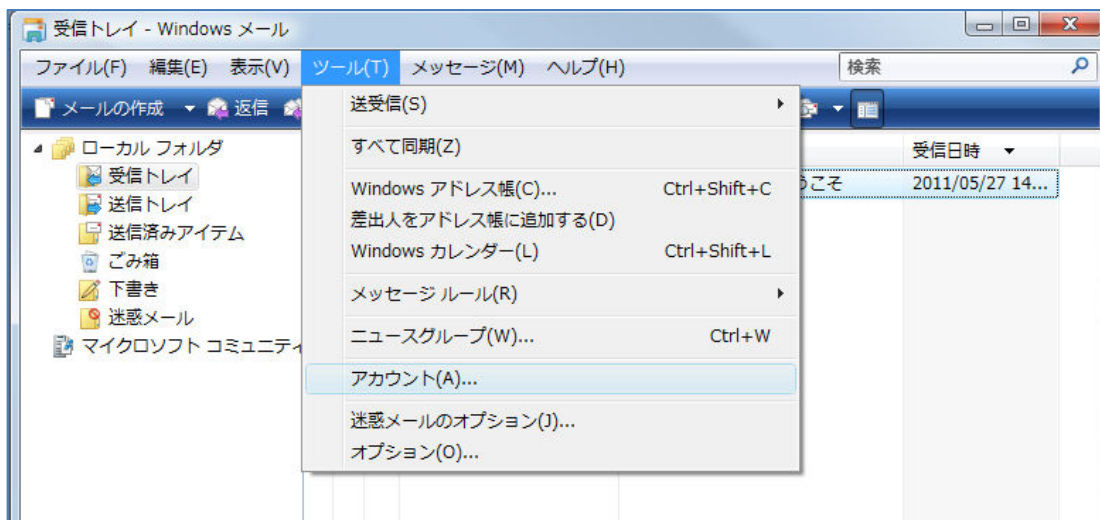 受信トレイ - Windows メール
ファイル(F) 編集(E) 表示(V) ツール(T) メッセージ(M) ヘルプ(H) 検索
メールの作成 返信
ローカル フォルダ
受信トレイ
送信トレイ
送信済みアイテム
ごみ箱
下書き
迷惑メール
マイクロソフト コミュニティ
送受信(S)
すべて同期(Z)
Windows アドレス帳(C)... Ctrl+Shift+C
差出人をアドレス帳に追加する(D)
Windows カレンダー(L) Ctrl+Shift+L
メッセージ ルール(R)
ニュースグループ(W)... Ctrl+W
アカウント(A)...
迷惑メールのオプション(J)...
オプション(O)...
受信日時
うこそ 2011/05/27 14...